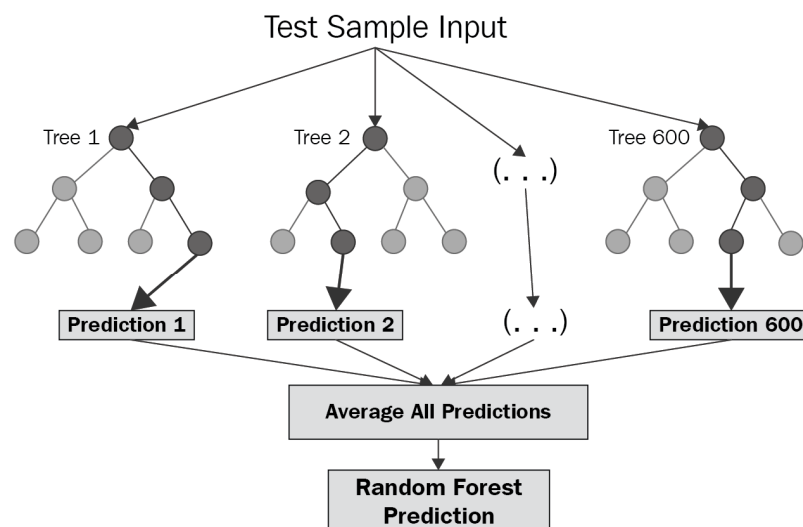 Test Sample Input
Tree 1
Tree 2
Tree 600
(. . .)
(. . .)
Prediction 1
Prediction 2
Prediction 600
Average All Predictions
Random Forest
Prediction